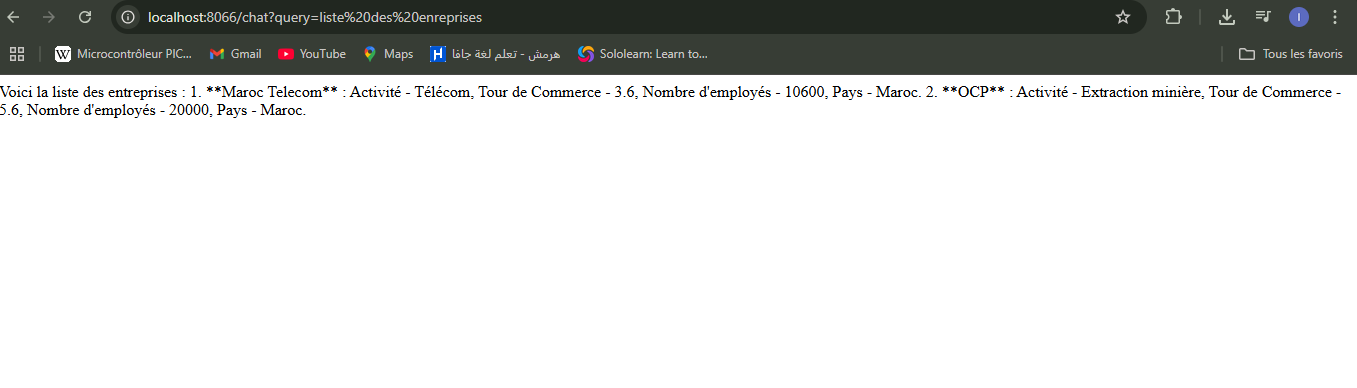 localhost:8066/chat?query=liste%20des%20enreprises
I
W Microcontrôleur PIC... Gmail YouTube Maps H هرمش - تعلم لغة جافا Sololearn: Learn to... Tous les favoris
Voici la liste des entreprises : 1. **Maroc Telecom** : Activité - Télécom, Tour de Commerce - 3.6, Nombre d'employés - 10600, Pays - Maroc. 2. **OCP** : Activité - Extraction minière, Tour de Commerce -
5.6, Nombre d'employés - 20000, Pays - Maroc.